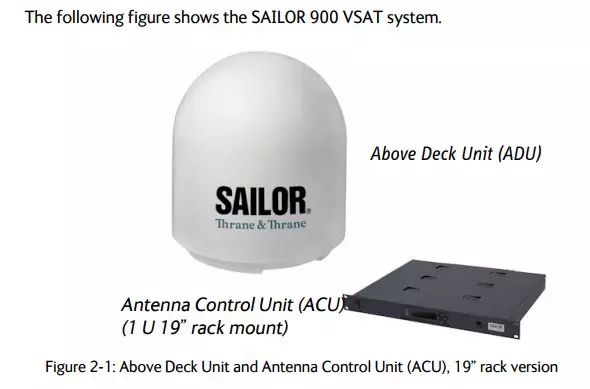 The following figure shows the SAILOR 900 VSAT system.
Above Deck Unit (ADU)
SAILOR®
Thrane & Thrane
Antenna Control Unit (ACU)
(1 U 19” rack mount)
Figure 2-1: Above Deck Unit and Antenna Control Unit (ACU), 19” rack version